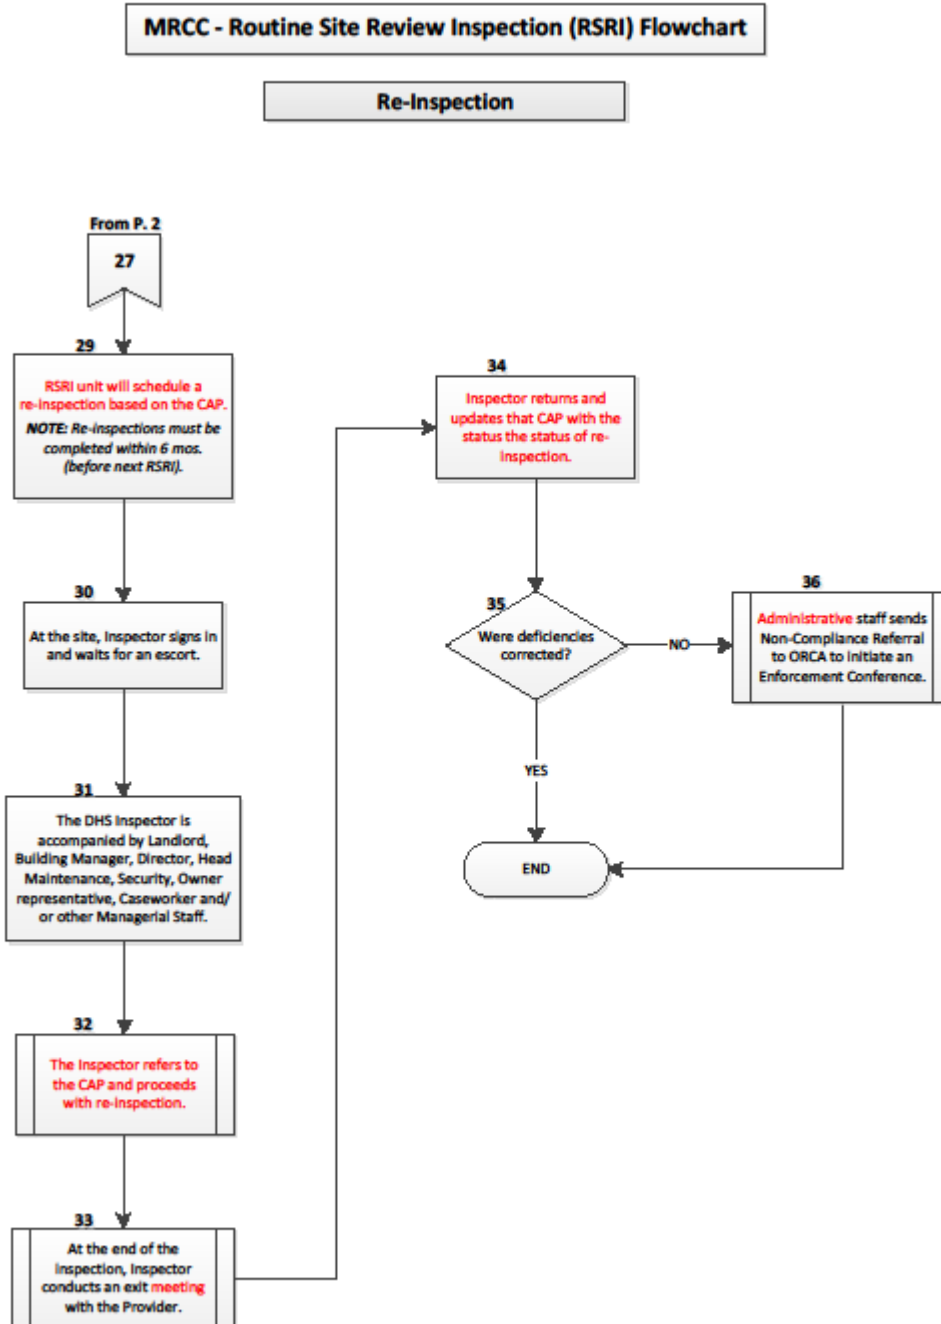 MRCC - Routine Site Review Inspection (RSRI) Flowchart
Re-Inspection
From P. 2
27
29
RSRI unit will schedule a
re-inspection based on the CAP.
NOTE: Re-inspections must be
completed within 6 mos.
(before next RSRI).
30
At the site, Inspector signs in
and waits for an escort.
31
The DHS Inspector is
accompanied by Landlord,
Building Manager, Director, Head
Maintenance, Security, Owner
representative, Caseworker and/
or other Managerial Staff.
32
The Inspector refers to
the CAP and proceeds
with re-inspection.
33
At the end of the
inspection, Inspector
conducts an exit meeting
with the Provider.
34
Inspector returns and
updates that CAP with the
status the status of re-
inspection.
35
Were deficiencies
corrected?
NO
YES
36
Administrative staff sends
Non-Compliance Referral
to ORCA to initiate an
Enforcement Conference.
END